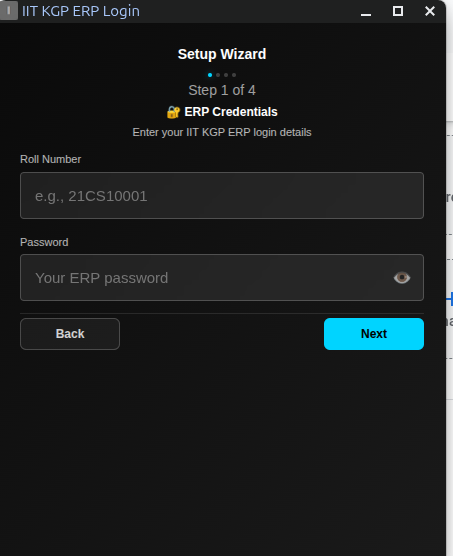 I IIT KGP ERP Login
Setup Wizard
Step 1 of 4
🔐 ERP Credentials
Enter your IIT KGP ERP login details
Roll Number
e.g., 21CS10001
Password
Your ERP password
Back Next